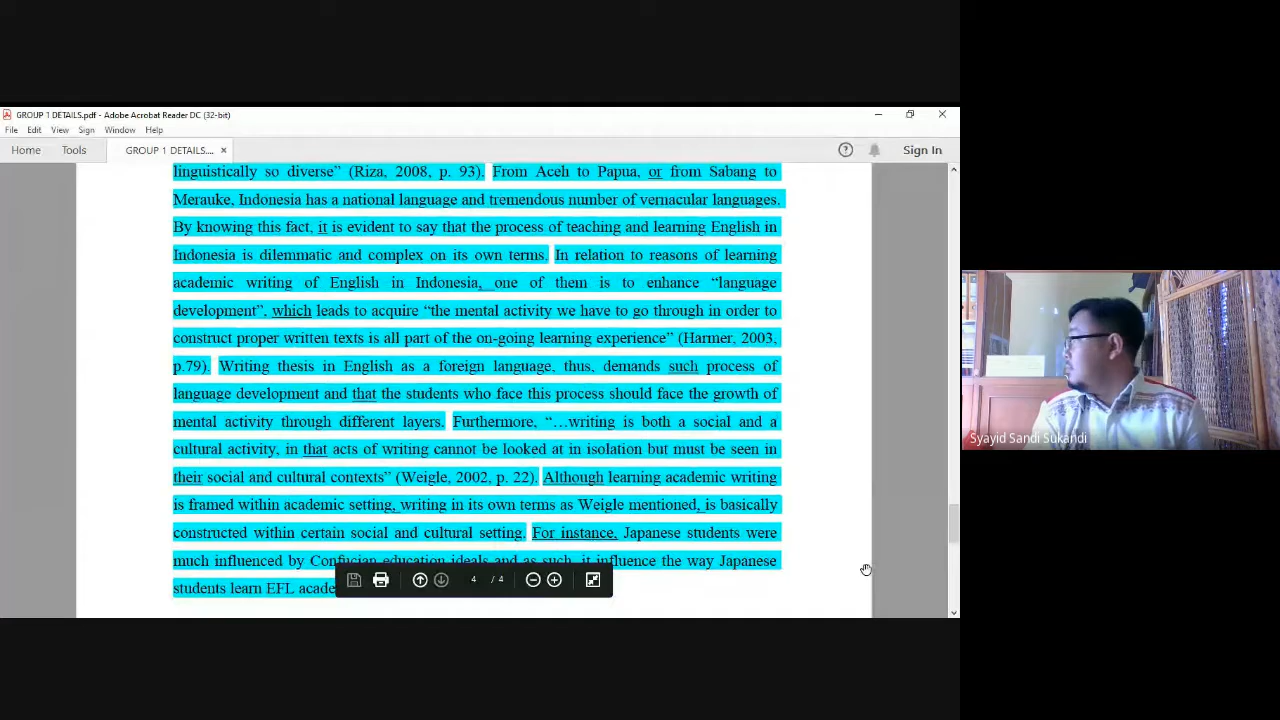 GROUP 1 DETAILS.pdf - Adobe Acrobat Reader DC (32-bit)
File Edit View Sign Window Help
Home Tools GROUP 1 DETAILS.... × Sign In
linguistically so diverse” (Riza, 2008, p. 93). From Aceh to Papua, or from Sabang to
Merauke, Indonesia has a national language and tremendous number of vernacular languages.
By knowing this fact, it is evident to say that the process of teaching and learning English in
Indonesia is dilemmatic and complex on its own terms. In relation to reasons of learning
academic writing of English in Indonesia, one of them is to enhance “language
development”, which leads to acquire “the mental activity we have to go through in order to
construct proper written texts is all part of the on-going learning experience” (Harmer, 2003,
p.79). Writing thesis in English as a foreign language, thus, demands such process of
language development and that the students who face this process should face the growth of
mental activity through different layers. Furthermore, “…writing is both a social and a
cultural activity, in that acts of writing cannot be looked at in isolation but must be seen in
their social and cultural contexts” (Weigle, 2002, p. 22). Although learning academic writing
is framed within academic setting, writing in its own terms as Weigle mentioned, is basically
constructed within certain social and cultural setting. For instance, Japanese students were
much influenced by Confucian education ideals and as such, it influence the way Japanese
students learn EFL acade
4 / 4
Syayid Sandi Sukandi